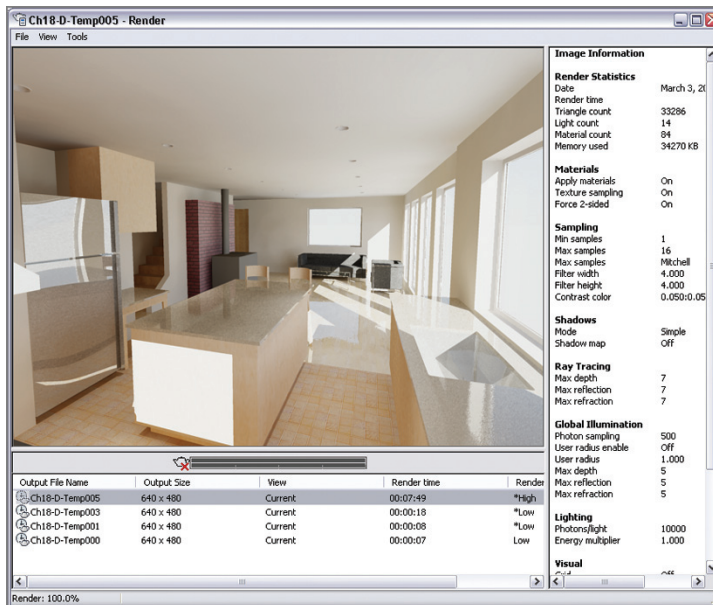 Ch18-D-Temp005 - Render
File View Tools
Image Information
Render Statistics
Date March 3, 20
Render time
Triangle count 33286
Light count 14
Material count 84
Memory used 34270 KB
Materials
Apply materials On
Texture sampling On
Force 2-sided On
Sampling
Min samples 1
Max samples 16
Max samples Mitchell
Filter width 4.000
Filter height 4.000
Contrast color 0.050:0.05
Shadows
Mode Simple
Shadow map Off
Ray Tracing
Max depth 7
Max reflection 7
Max refraction 7
Global Illumination
Photon sampling 500
User radius enable Off
User radius 1.000
Max depth 5
Max reflection 5
Max refraction 5
Lighting
Photons/light 10000
Energy multiplier 1.000
Visual
Grid Off
Output File Name Output Size View Render time Render
Ch18-D-Temp005 640 x 480 Current 00:07:49 *High
Ch18-D-Temp003 640 x 480 Current 00:00:18 *Low
Ch18-D-Temp001 640 x 480 Current 00:00:08 *Low
Ch18-D-Temp000 640 x 480 Current 00:00:07 Low
Render: 100.0%